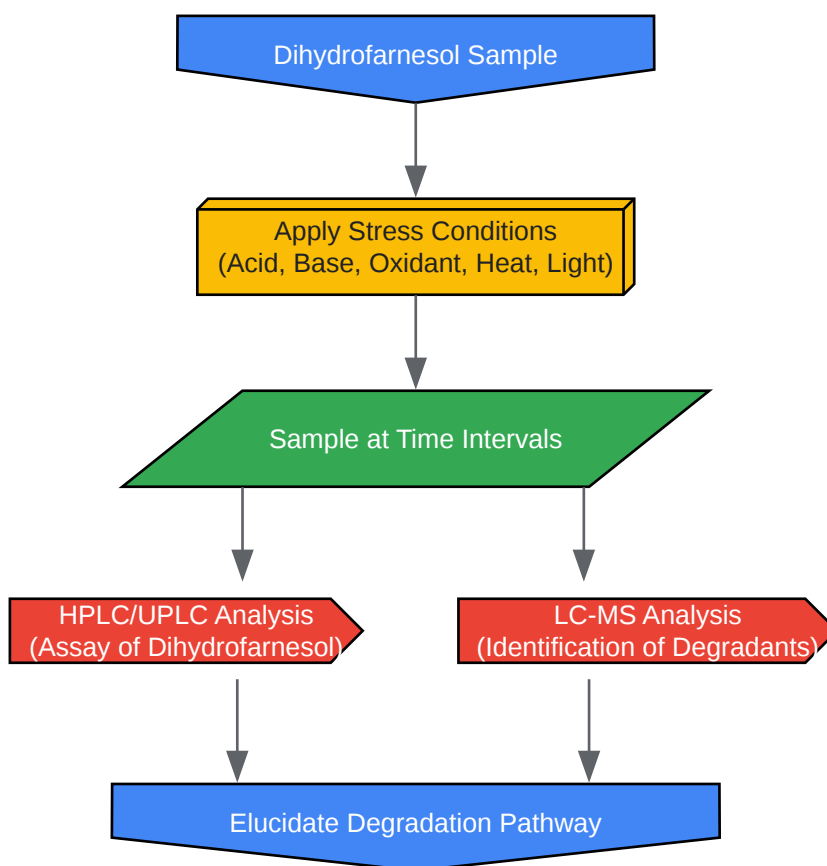 Dihydrofarnesol Sample
Apply Stress Conditions
(Acid, Base, Oxidant, Heat, Light)
Sample at Time Intervals
HPLC/UPLC Analysis
(Assay of Dihydrofarnesol)
LC-MS Analysis
(Identification of Degradants)
Elucidate Degradation Pathway